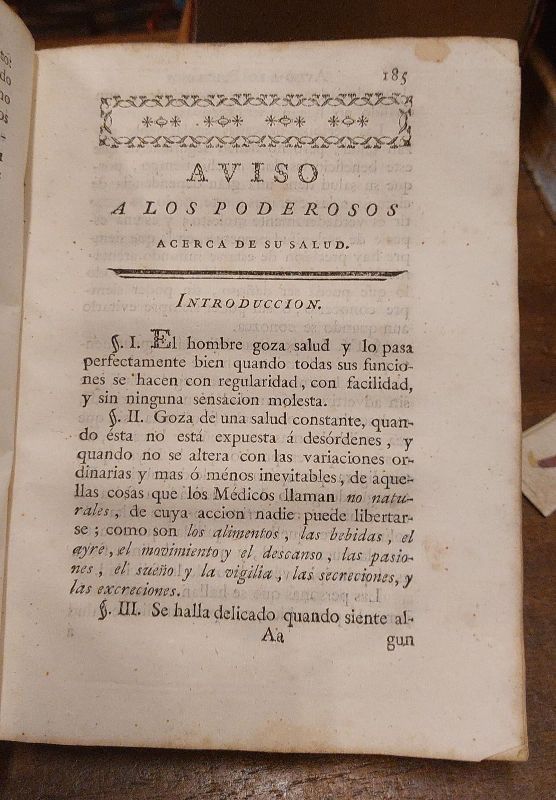 185
AVISO
A LOS PODEROSOS
ACERCA DE SU SALUD.
INTRODUCCION.
§. I. El hombre goza salud y lo pasa
perfectamente bien quando todas sus funcio-
nes se hacen con regularidad, con facilidad,
y sin ninguna sensacion molesta.
§. II. Goza de una salud constante, quan-
do ésta no está expuesta á desórdenes, y
quando no se altera con las variaciones or-
dinarias y mas ó ménos inevitables, de aque-
llas cosas que los Médicos llaman no natu-
rales, de cuya accion nadie puede libertar-
se; como son los alimentos, las bebidas, el
ayre, el movimiento y el descanso, las pasio-
nes, el sueño y la vigilia, las secreciones, y
las excreciones.
§. III. Se halla delicado quando siente al-
Aa gun